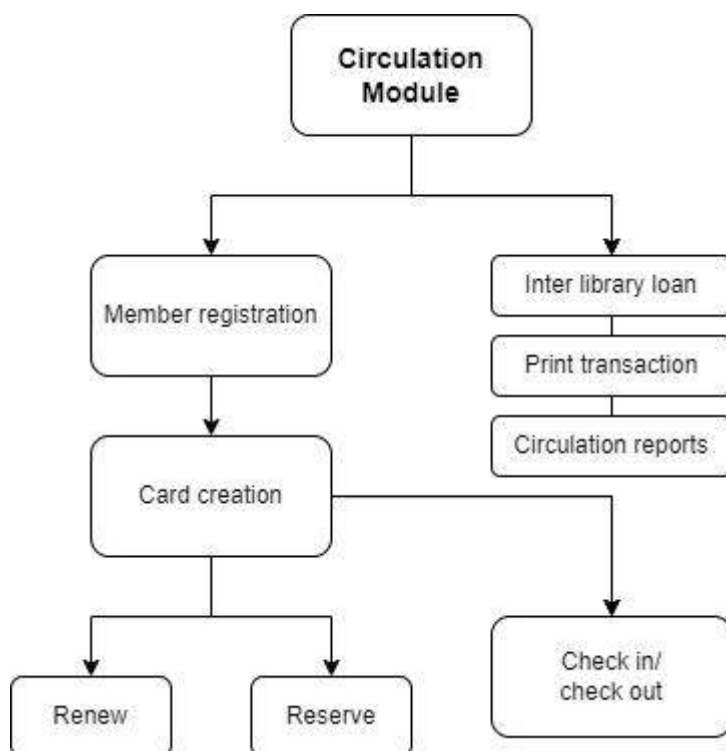 Circulation
Module
Member registration
Inter library loan
Print transaction
Circulation reports
Card creation
Check in/
check out
Renew
Reserve